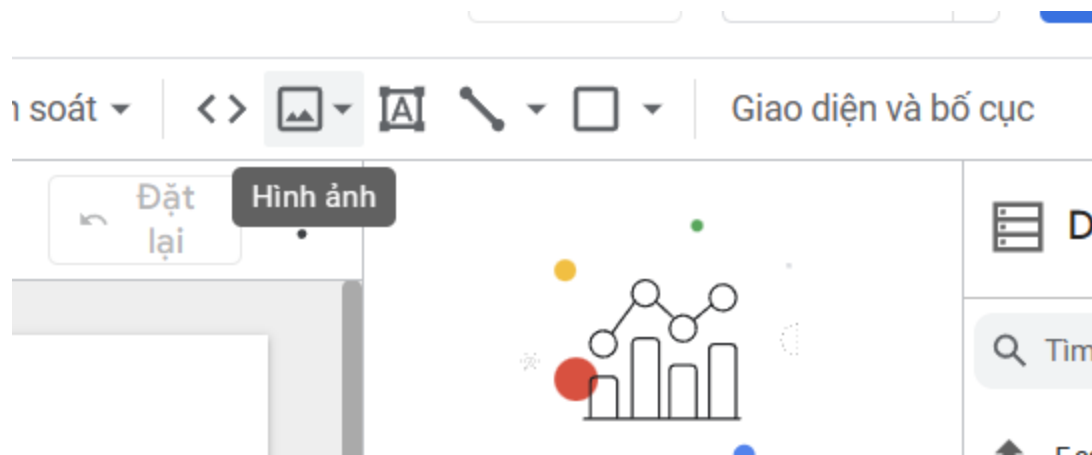 soát
Giao diện và bố cục
Hình ảnh
Đặt
lại
Tìm